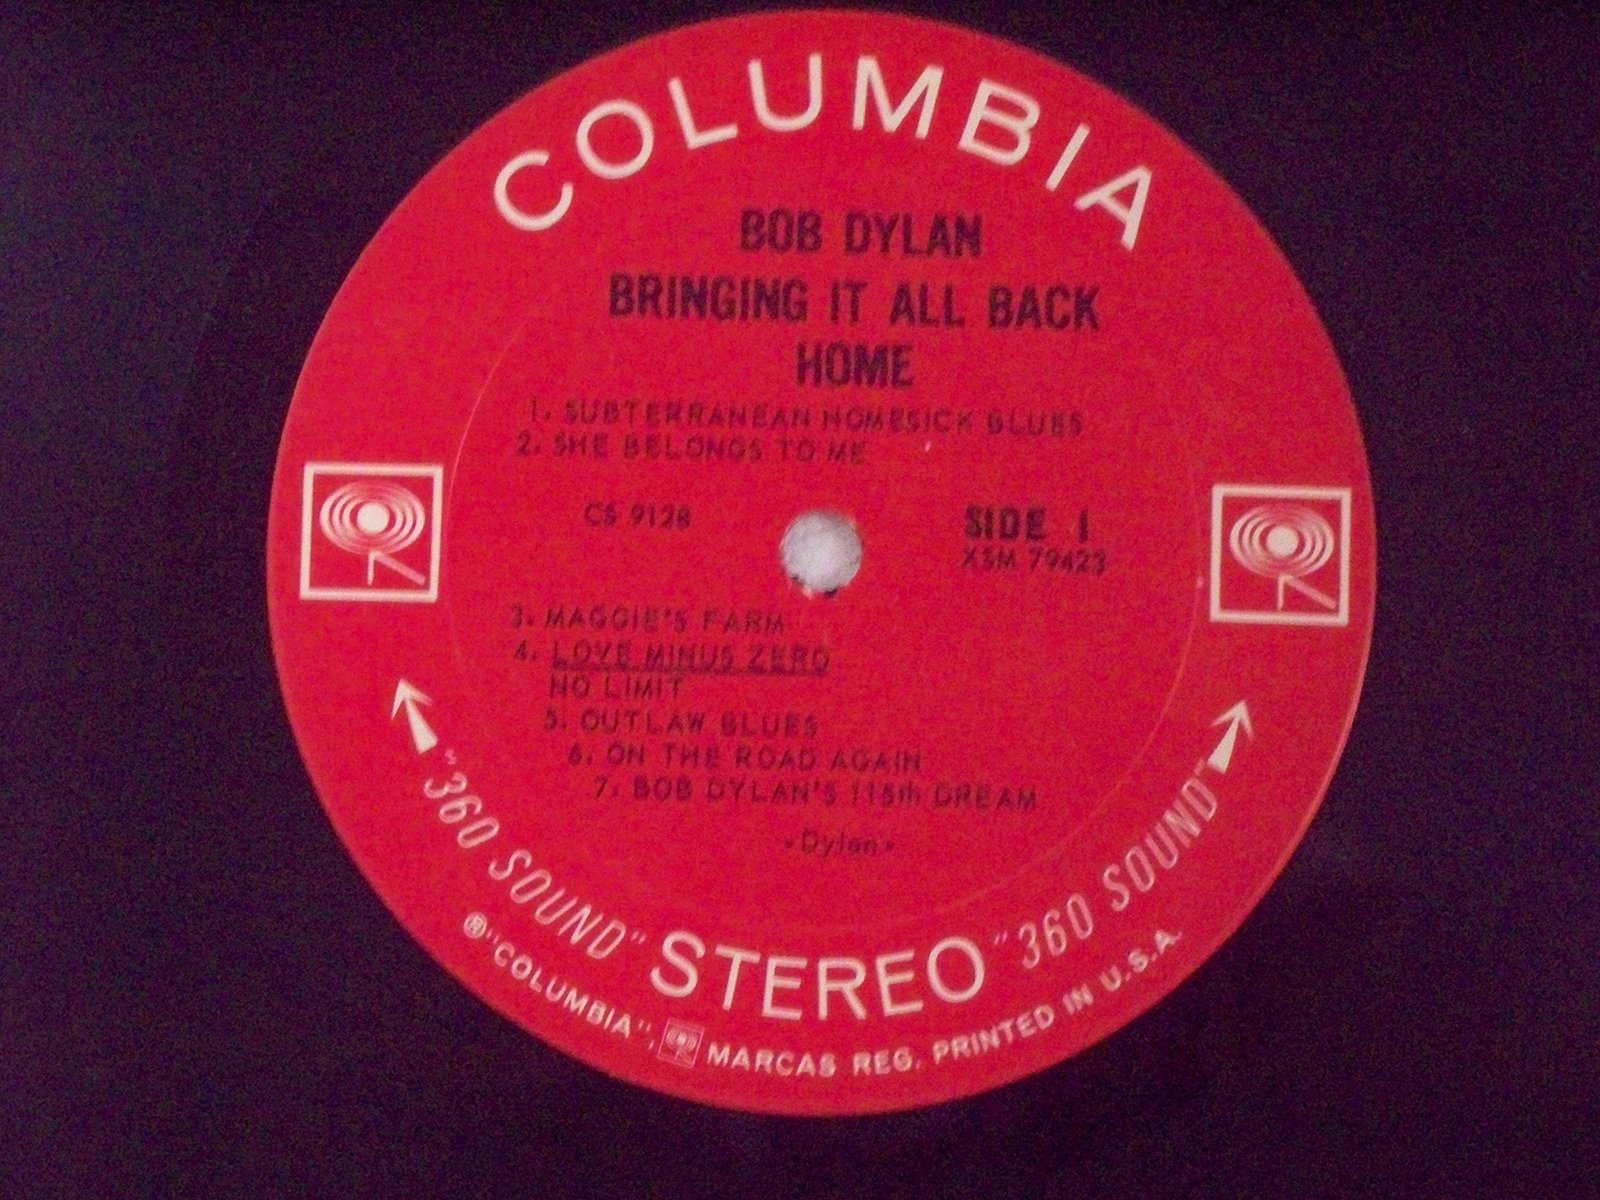 COLUMBIA
BOB DYLAN
BRINGING IT ALL BACK
HOME
1. SUBTERRANEAN HOMESICK BLUES
2. SHE BELONGS TO ME
CS 9128
SIDE 1
XSM 79423
3. MAGGIE'S FARM
4. LOVE MINUS ZERO
NO LIMIT
5. OUTLAW BLUES
6. ON THE ROAD AGAIN
7. BOB DYLAN'S 115th DREAM
-Dylan-
"360 SOUND" STEREO "360 SOUND"
® "COLUMBIA", MARCAS REG. PRINTED IN U.S.A.